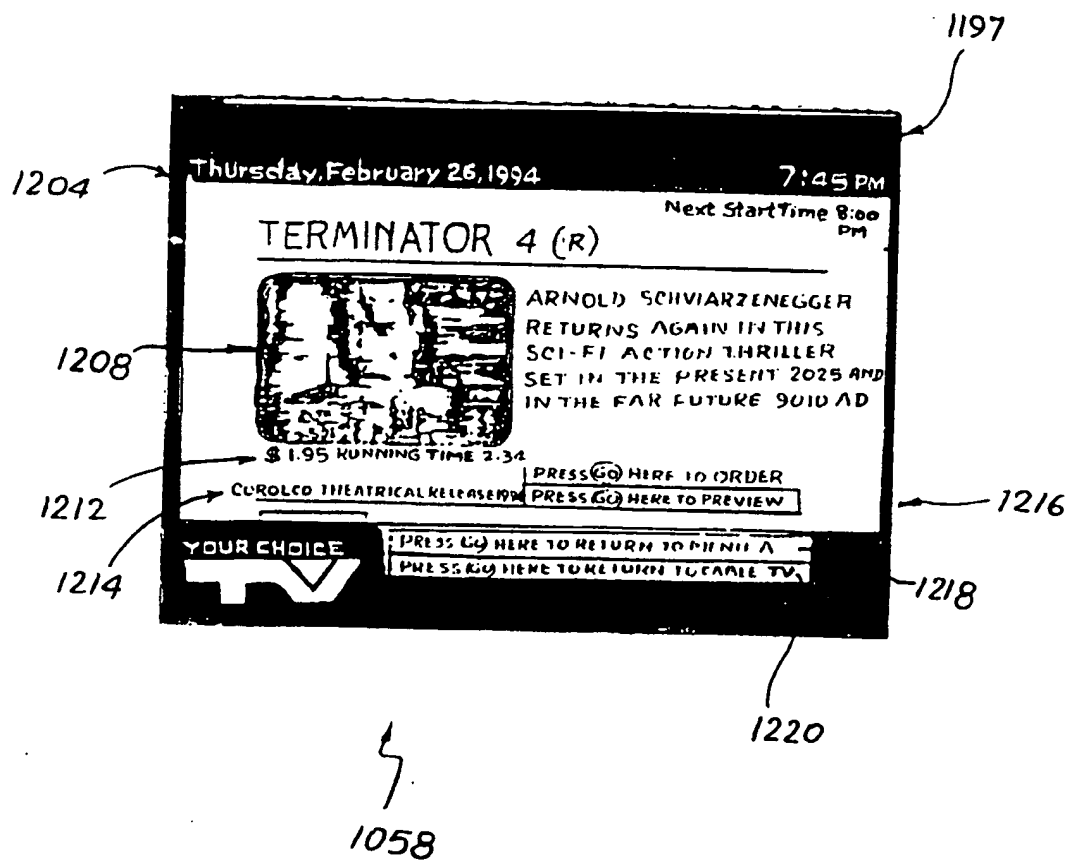 1197
Thursday, February 26, 1994 7:45 PM
1204
Next Start Time 8:00 PM
TERMINATOR 4 (R)
ARNOLD SCHVIARZENEGGER
RETURNS AGAIN IN THIS
SCI-FI ACTION THRILLER
SET IN THE PRESENT 2025 AND
IN THE FAR FUTURE 9010 AD
1208
$1.95 RUNNING TIME 2.34
PRESS GO HERE TO ORDER
1212
COROLCO THEATRICAL RELEASE
PRESS GO HERE TO PREVIEW
1216
1214
YOUR CHOICE
TV
PRESS GO HERE TO RETURN TO MENU A
PRESS GO HERE TO RETURN TO CABLE TV
1218
1220
1058